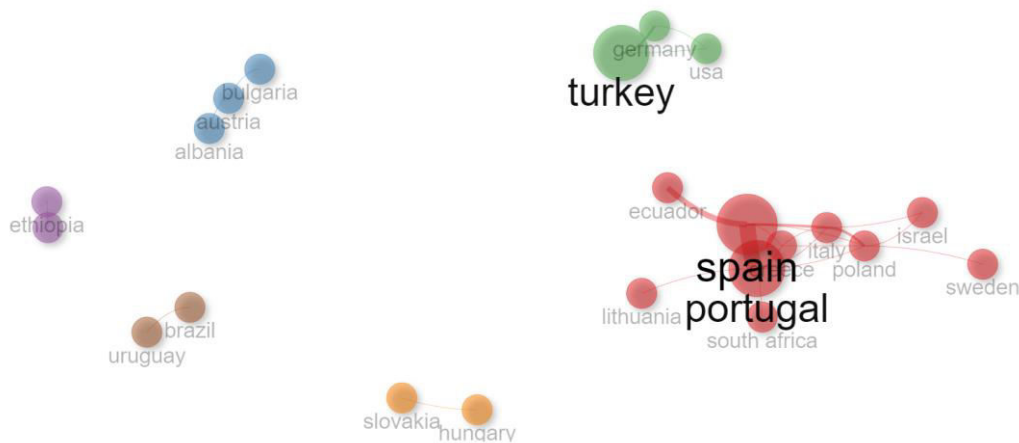 germany
usa
turkey
bulgaria
austria
albania
ethiopia
ecuador
israel
italy
spain
poland
sweden
portugal
lithuania
south africa
brazil
uruguay
slovakia
hungary